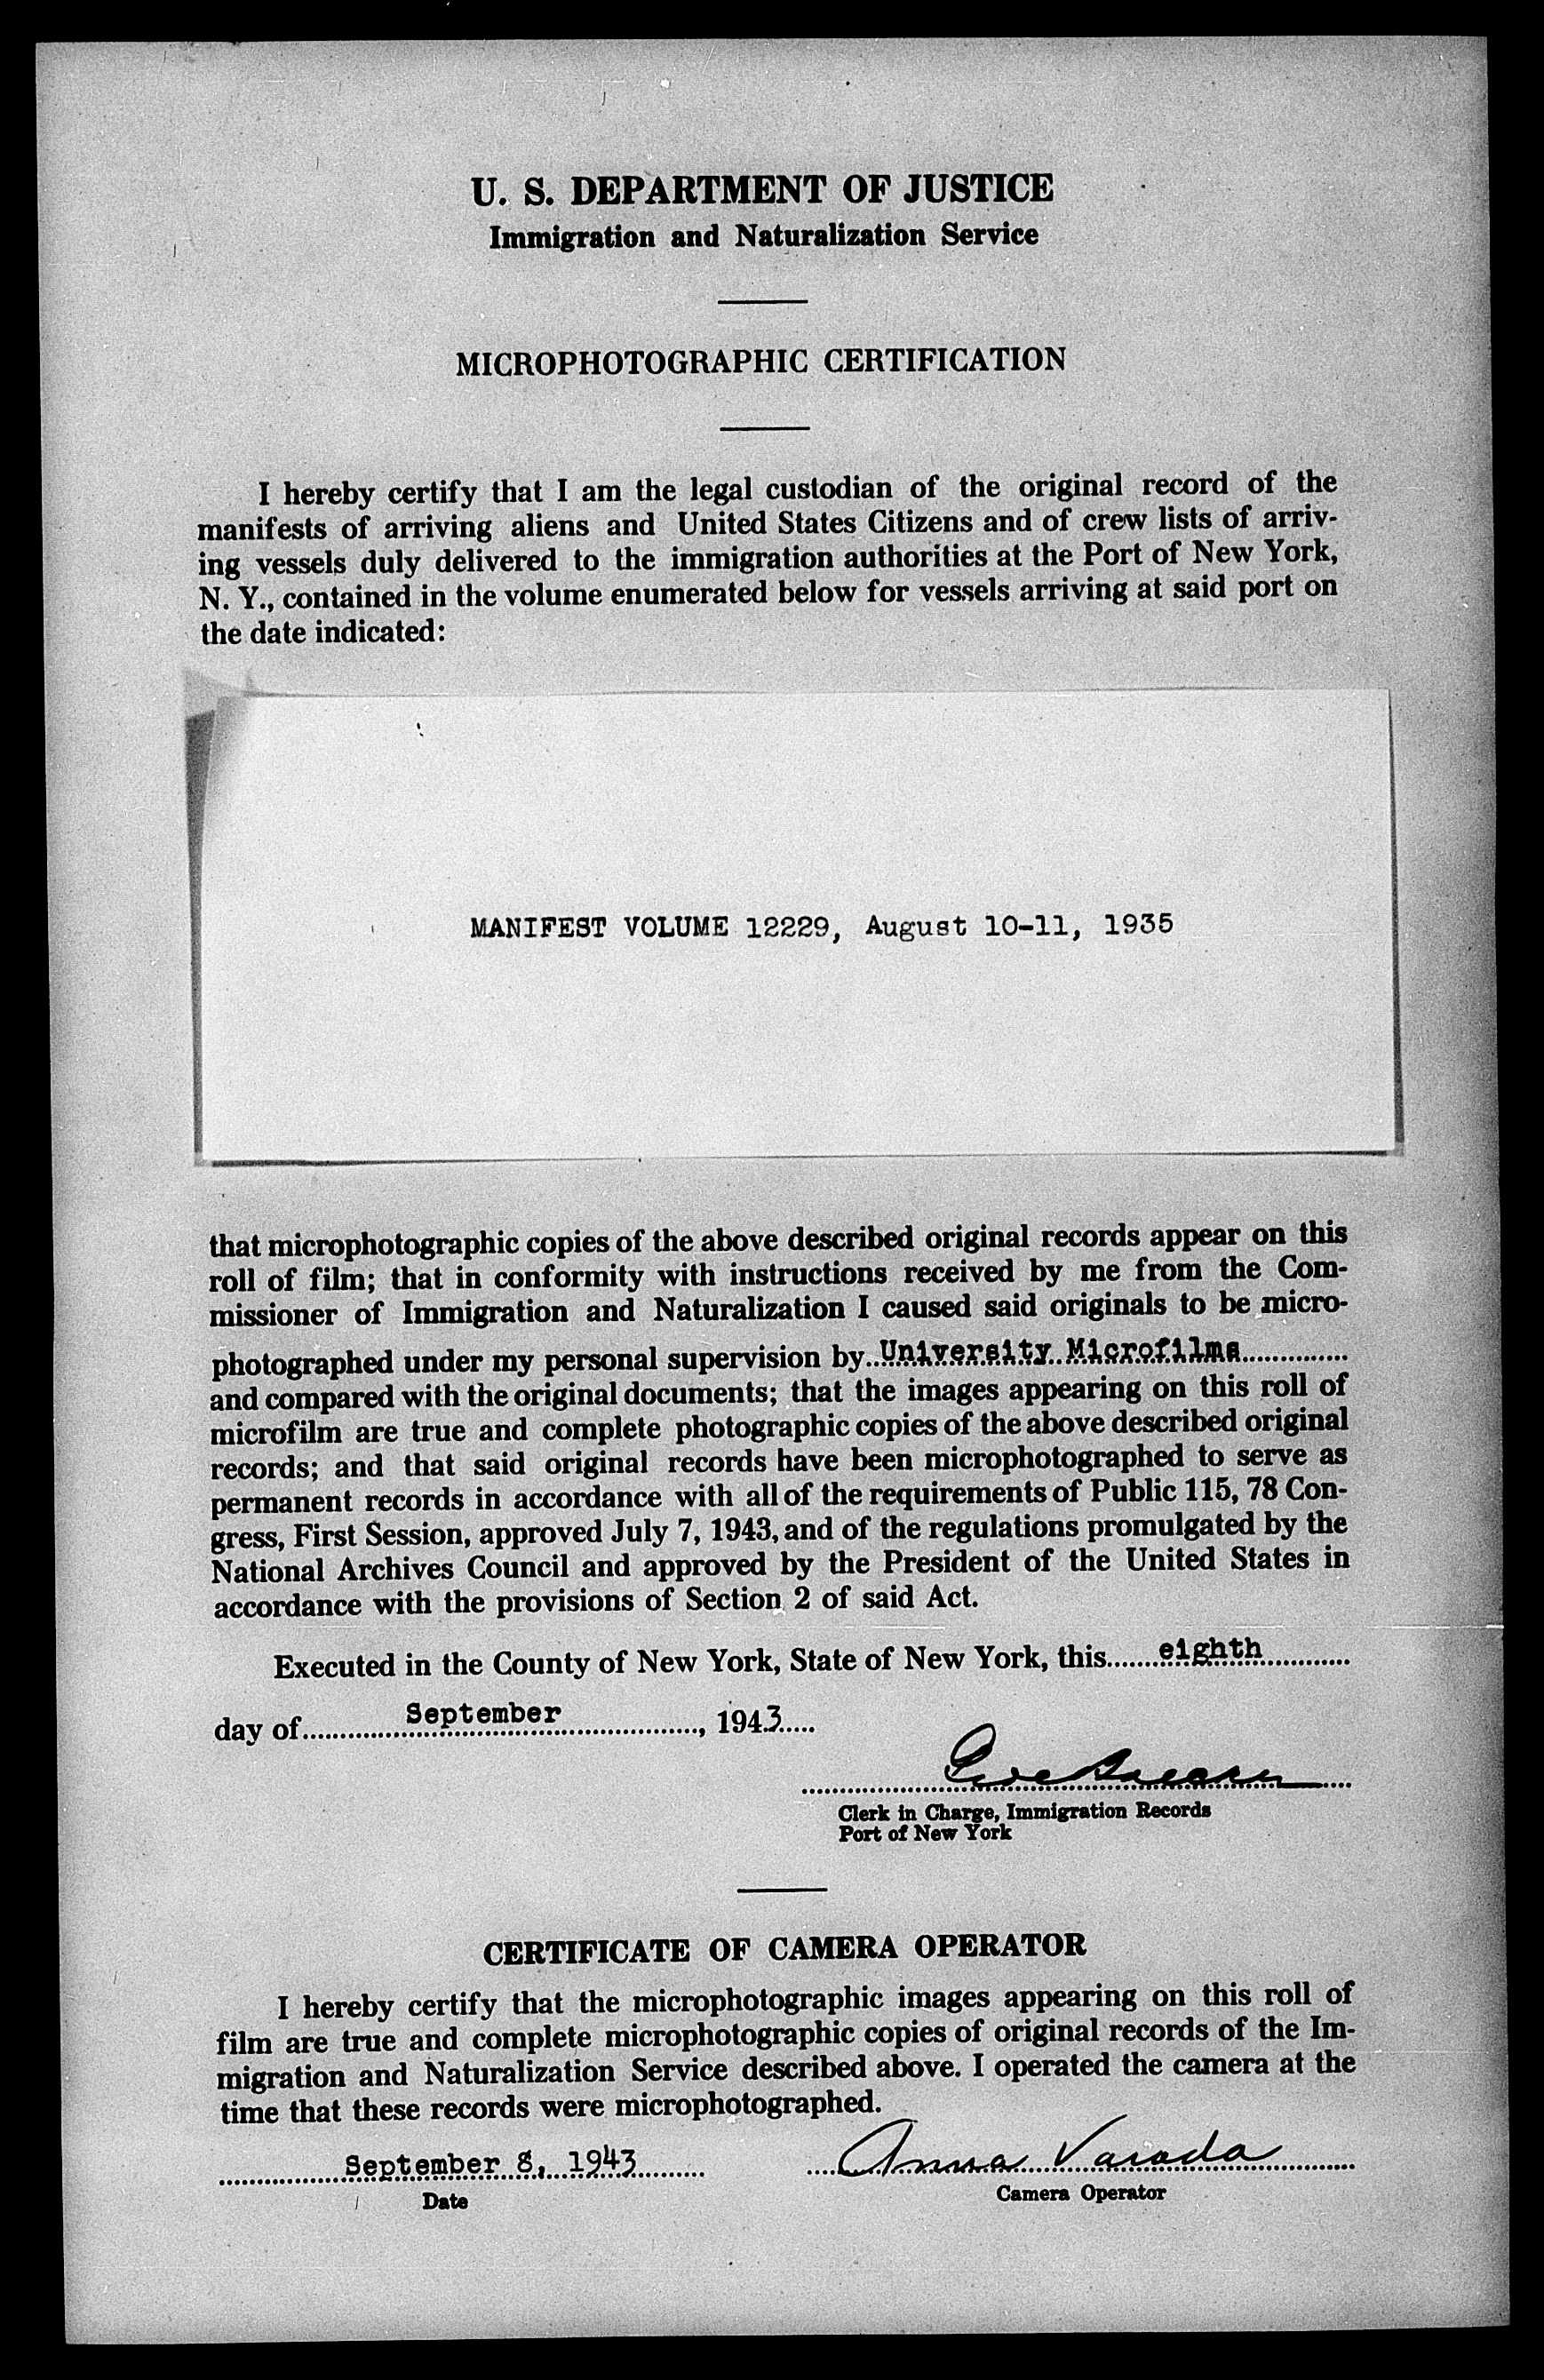 U. S. DEPARTMENT OF JUSTICE
Immigration and Naturalization Service
MICROPHOTOGRAPHIC CERTIFICATION
I hereby certify that I am the legal custodian of the original record of the
manifests of arriving aliens and United States Citizens and of crew lists of arriv-
ing vessels duly delivered to the immigration authorities at the Port of New York,
N. Y., contained in the volume enumerated below for vessels arriving at said port on
the date indicated:
MANIFEST VOLUME 12229, August 10-11, 1935
that microphotographic copies of the above described original records appear on this
roll of film; that in conformity with instructions received by me from the Com-
missioner of Immigration and Naturalization I caused said originals to be micro-
photographed under my personal supervision by University Microfilms
and compared with the original documents; that the images appearing on this roll of
microfilm are true and complete photographic copies of the above described original
records; and that said original records have been microphotographed to serve as
permanent records in accordance with all of the requirements of Public 115, 78 Con-
gress, First Session, approved July 7, 1943, and of the regulations promulgated by the
National Archives Council and approved by the President of the United States in
accordance with the provisions of Section 2 of said Act.
Executed in the County of New York, State of New York, this eighth
day of September, 1943
Clerk in Charge, Immigration Records
Port of New York
CERTIFICATE OF CAMERA OPERATOR
I hereby certify that the microphotographic images appearing on this roll of
film are true and complete microphotographic copies of original records of the Im-
migration and Naturalization Service described above. I operated the camera at the
time that these records were microphotographed.
September 8, 1943 Anna Varada
Date Camera Operator